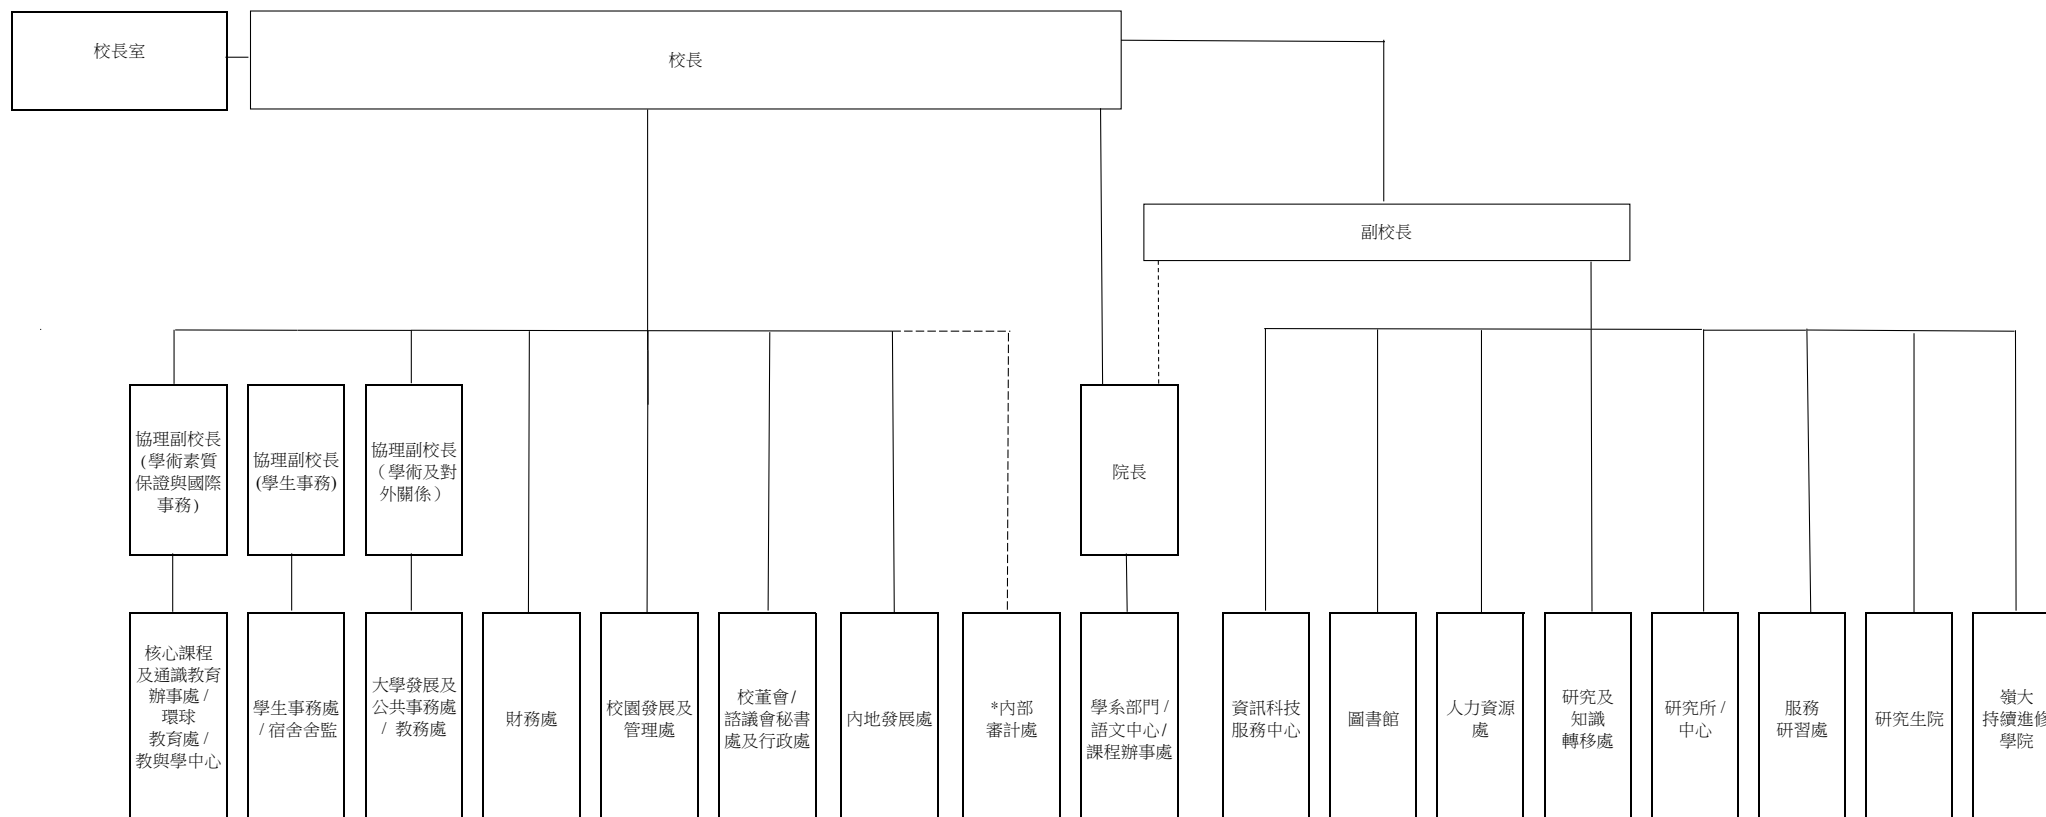 校長室
校長
副校長
協理副校長
(學術素質
保證與國際
事務)
協理副校長
(學生事務)
協理副校長
（學術及對
外關係）
院長
核心課程
及通識教育
辦事處 /
環球
教育處 /
教與學中心
學生事務處
/ 宿舍舍監
大學發展及
公共事務處
/ 教務處
財務處
校園發展及
管理處
校董會/
諮議會秘書
處及行政處
內地發展處
*內部
審計處
學系部門 /
語文中心/
課程辦事處
資訊科技
服務中心
圖書館
人力資源
處
研究及
知識
轉移處
研究所 /
中心
服務
研習處
研究生院
嶺大
持續進修
學院